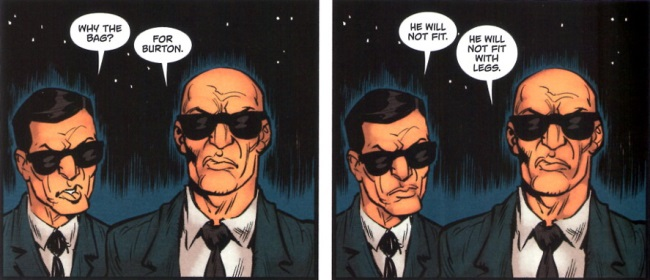 WHY THE
BAG?
FOR
BURTON.
HE WILL
NOT FIT.
HE WILL
NOT FIT
WITH
LEGS.